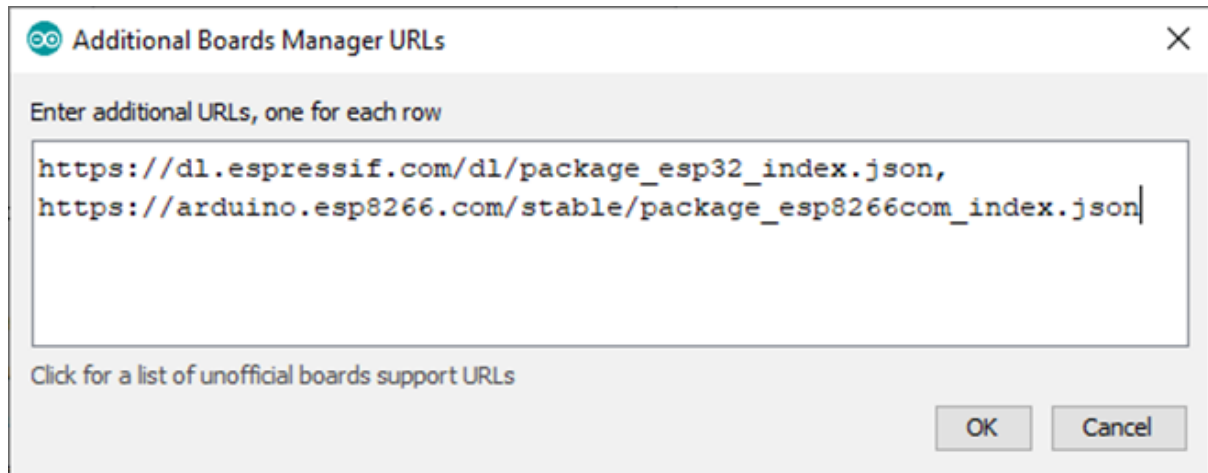 Additional Boards Manager URLs
Enter additional URLs, one for each row
https://dl.espressif.com/dl/package_esp32_index.json,
https://arduino.esp8266.com/stable/package_esp8266com_index.json
Click for a list of unofficial boards support URLs
OK Cancel